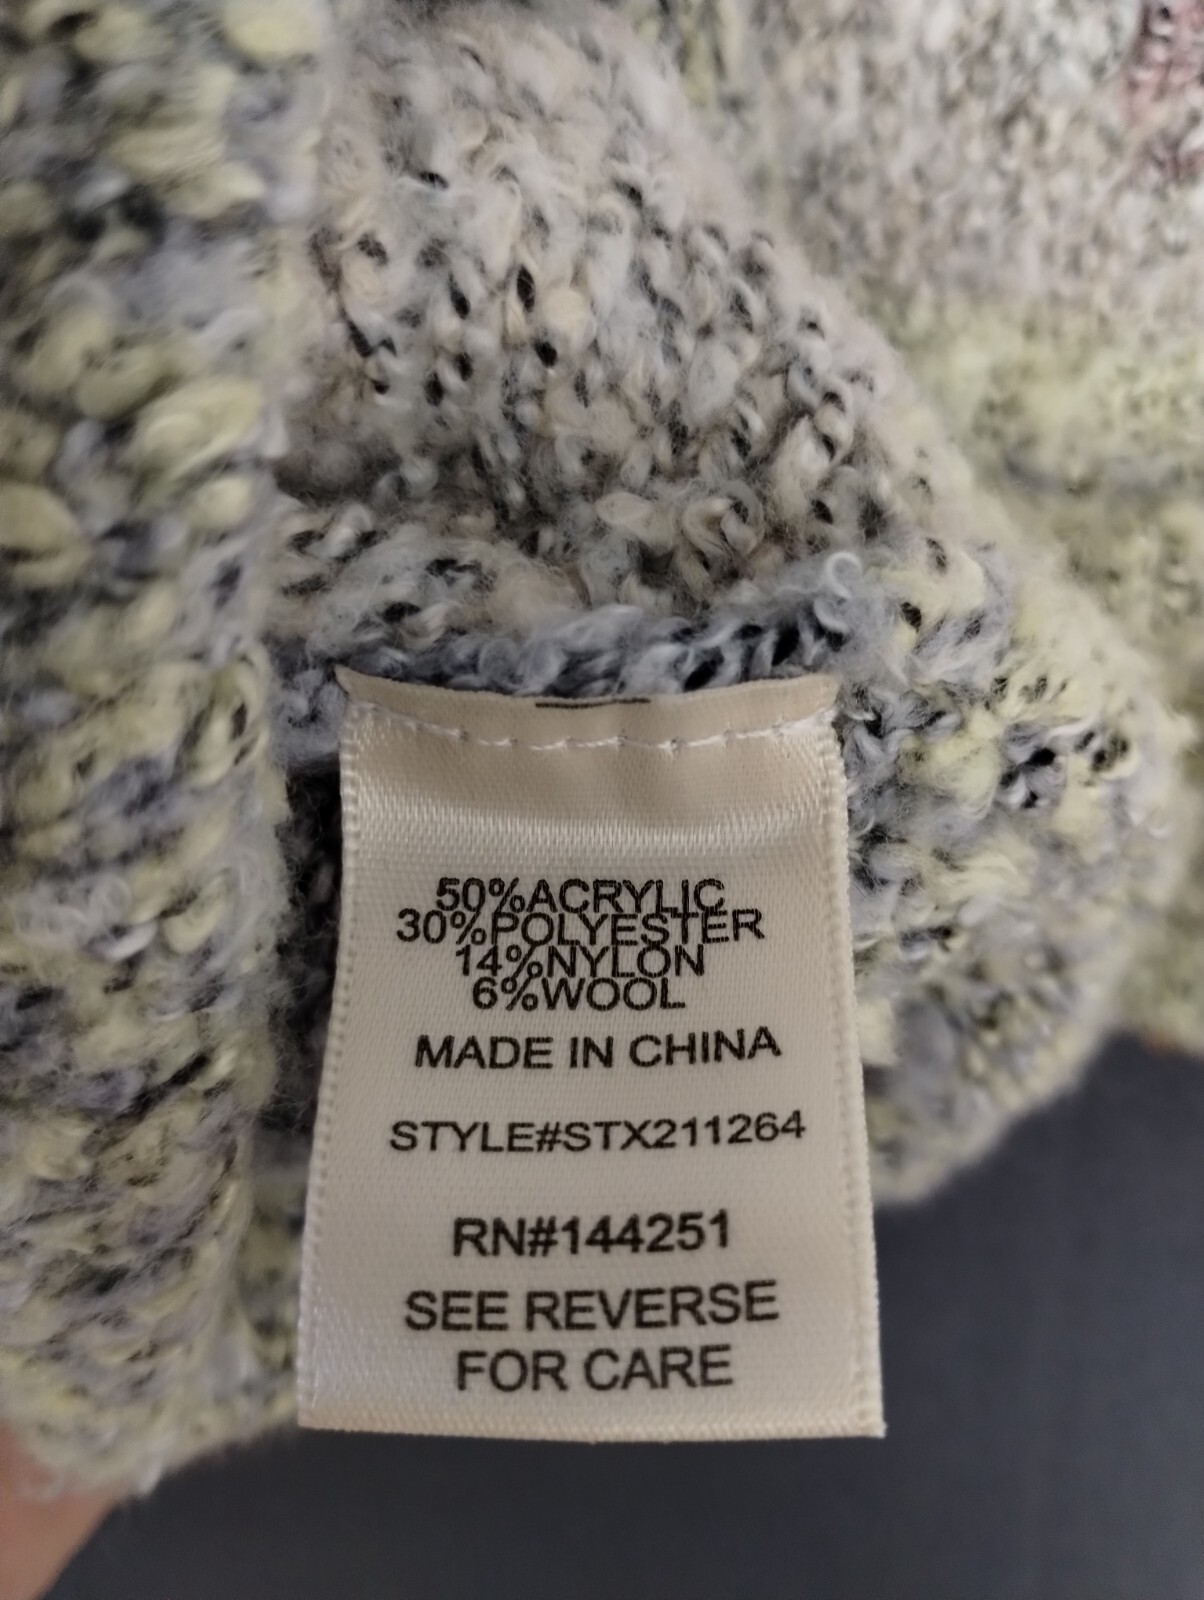 50%ACRYLIC
30%POLYESTER
14%NYLON
6%WOOL
MADE IN CHINA
STYLE#STX211264
RN#144251
SEE REVERSE
FOR CARE